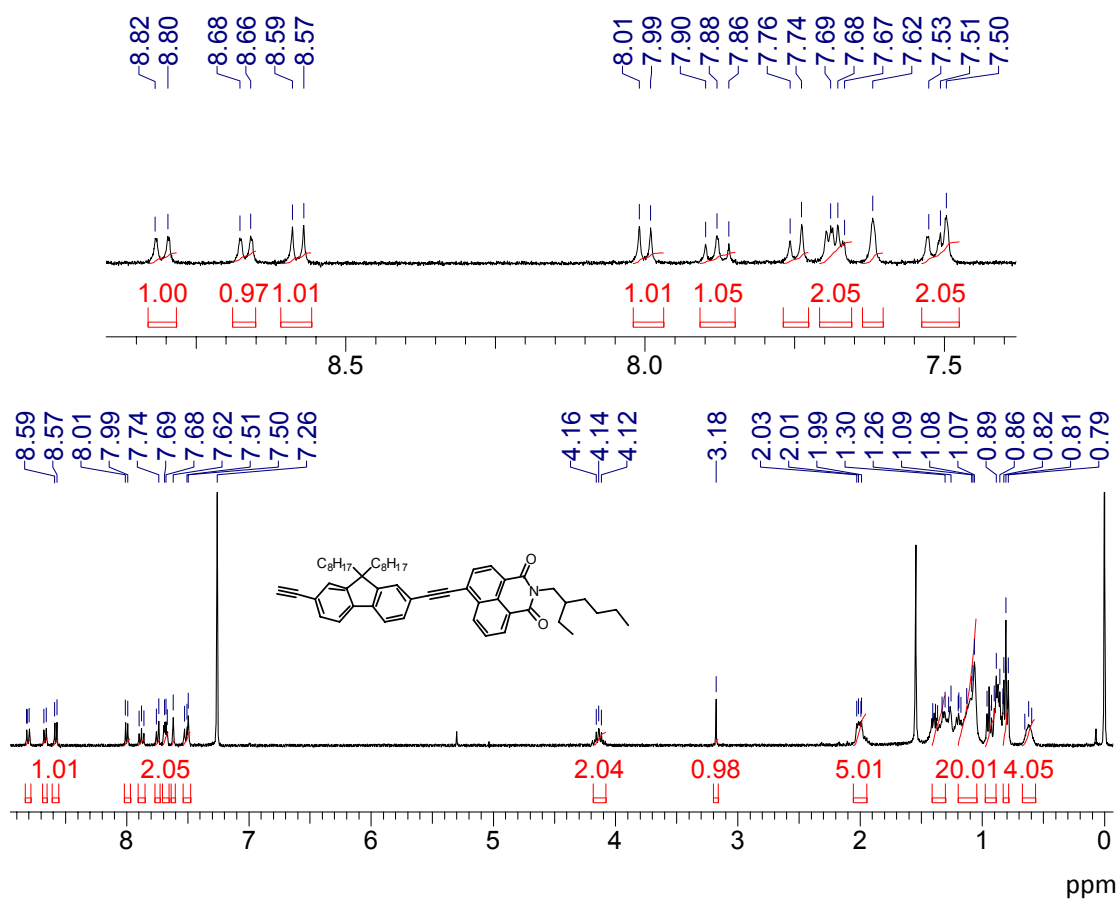 8.82 8.80 8.68 8.66 8.59 8.57 8.01 7.99 7.90 7.88 7.86 7.76 7.74 7.69 7.68 7.67 7.62 7.53 7.51 7.50
1.00 0.97 1.01 1.01 1.05 2.05 2.05
8.5 8.0 7.5
8.59 8.57 8.01 7.99 7.74 7.69 7.68 7.62 7.51 7.50 7.26 4.16 4.14 4.12 3.18 2.03 2.01 1.99 1.30 1.26 1.09 1.08 1.07 0.89 0.86 0.82 0.81 0.79
C8H17 C8H17
O
N
O
1.01 2.05 2.04 0.98 5.01 20.01 4.05
8 7 6 5 4 3 2 1 0
ppm